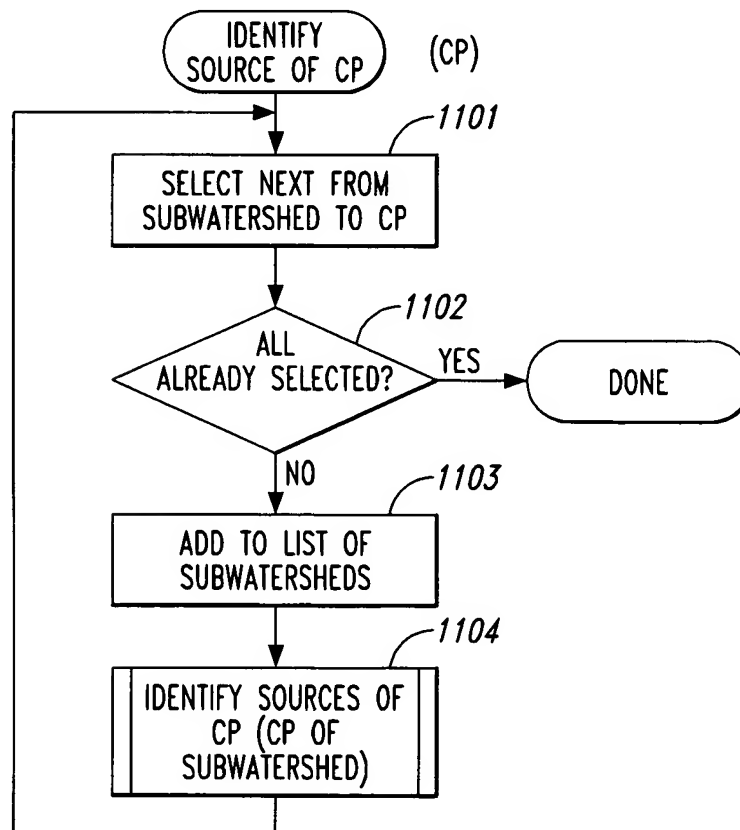 IDENTIFY
SOURCE OF CP
(CP)
1101
SELECT NEXT FROM
SUBWATERSHED TO CP
1102
ALL
ALREADY SELECTED?
YES
DONE
NO
1103
ADD TO LIST OF
SUBWATERSHEDS
1104
IDENTIFY SOURCES OF
CP (CP OF
SUBWATERSHED)